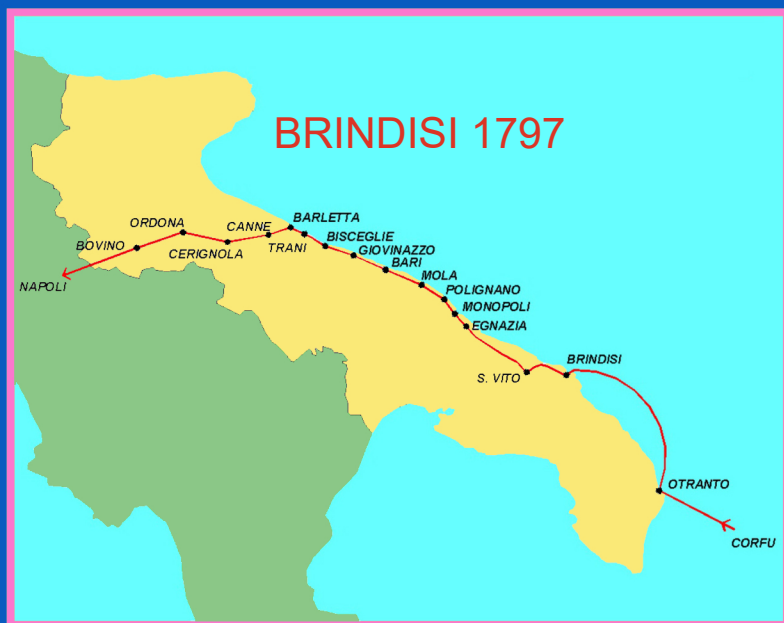 BRINDISI 1797
BARLETTA
ORDONA
CANNE
BISCEGLIE
BOVINO
TRANI
CERIGNOLA
GIOVINAZZO
BARI
MOLA
NAPOLI
POLIGNANO
MONOPOLI
EGNAZIA
BRINDISI
S. VITO
OTRANTO
CORFU